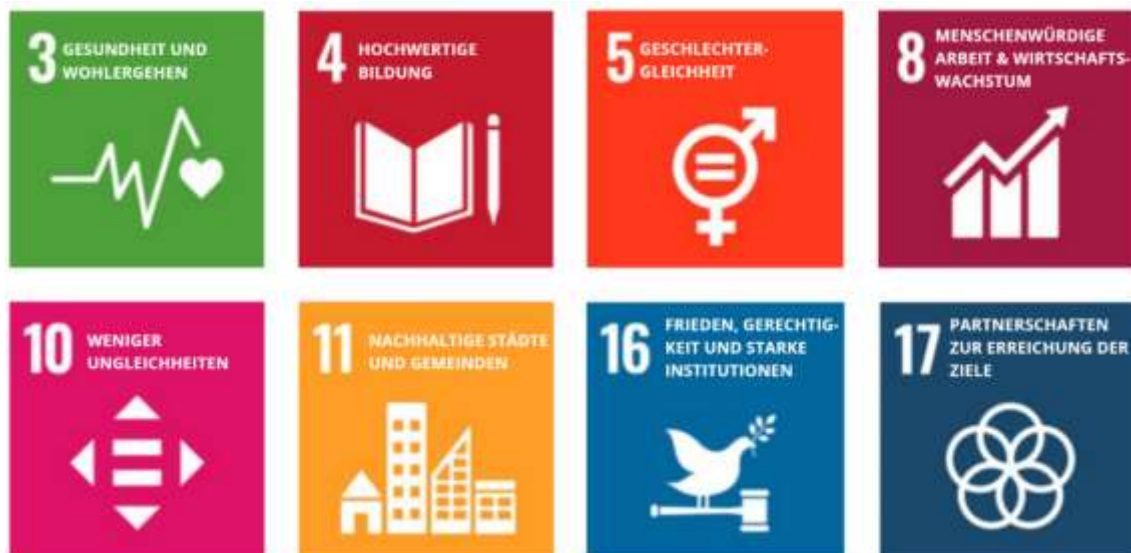 3 GESUNDHEIT UND
WOHLERGEHEN
4 HOCHWERTIGE
BILDUNG
5 GESCHLECHTER-
GLEICHHEIT
8 MENSCHENWÜRDIGE
ARBEIT & WIRTSCHAFTS-
WACHSTUM
10 WENIGER
UNGLEICHHEITEN
11 NACHHALTIGE STÄDTE
UND GEMEINDEN
16 FRIEDEN, GERECHTIG-
KEIT UND STARKE
INSTITUTIONEN
17 PARTNERSCHAFTEN
ZUR ERREICHUNG DER
ZIELE